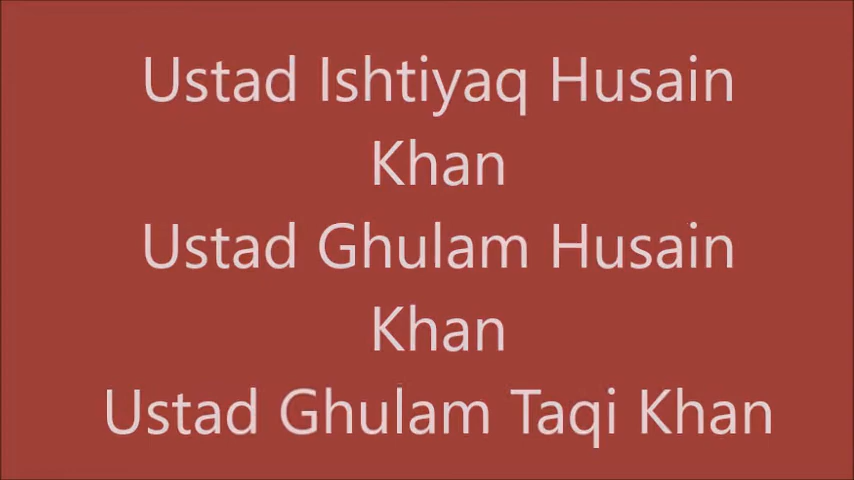 Ustad Ishtiyaq Husain
Khan
Ustad Ghulam Husain
Khan
Ustad Ghulam Taqi Khan